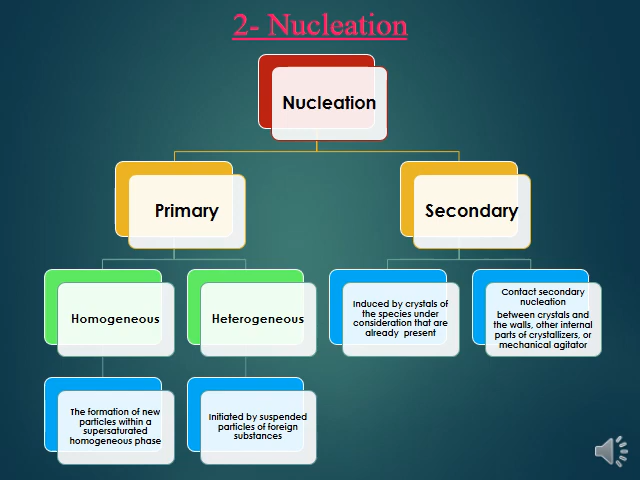 2- Nucleation
Nucleation
Primary
Secondary
Homogeneous
Heterogeneous
Induced by crystals of
the species under
consideration that are
already present
Contact secondary
nucleation
between crystals and
the walls, other internal
parts of crystallizers, or
mechanical agitator
The formation of new
particles within a
supersaturated
homogeneous phase
Initiated by suspended
particles of foreign
substances